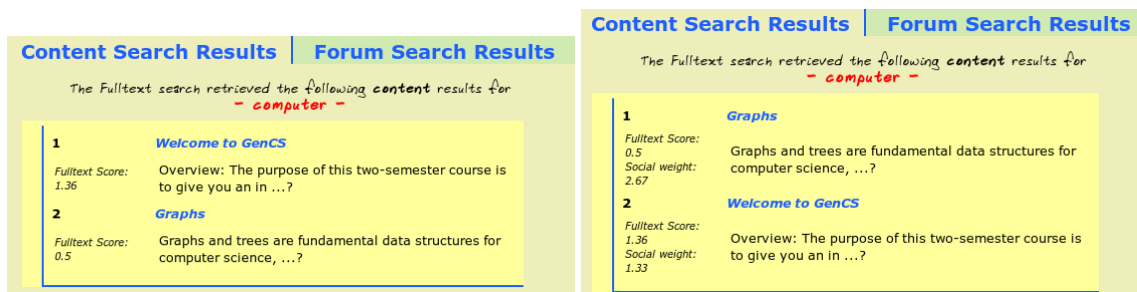 Content Search Results
Forum Search Results
The Fulltext search retrieved the following content results for
- computer -
1
Welcome to GenCS
Fulltext Score:
1.36
Overview: The purpose of this two-semester course is
to give you an in ...?
2
Graphs
Fulltext Score:
0.5
Graphs and trees are fundamental data structures for
computer science, ...?
Content Search Results
Forum Search Results
The Fulltext search retrieved the following content results for
- computer -
1
Graphs
Fulltext Score:
0.5
Social weight:
2.67
Graphs and trees are fundamental data structures for
computer science, ...?
2
Welcome to GenCS
Fulltext Score:
1.36
Social weight:
1.33
Overview: The purpose of this two-semester course is
to give you an in ...?